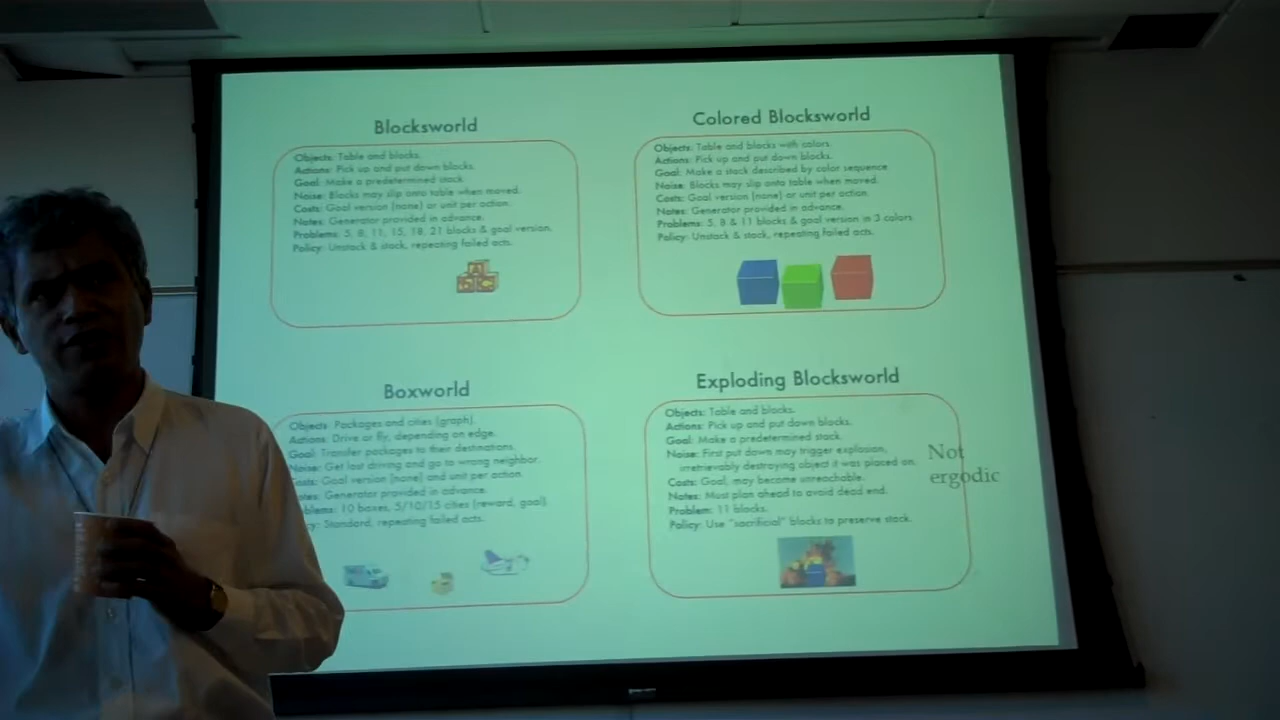 Blocksworld
Objects: Table and blocks.
Actions: Pick up and put down blocks.
Goal: Make a predetermined stack.
Noise: Blocks may slip onto table when moved.
Costs: Goal version (none) or unit per action.
Notes: Generator provided in advance.
Problems: 5, 8, 11, 15, 18, 21 blocks & goal version.
Policy: Unstack & stack, repeating failed acts.
Colored Blocksworld
Objects: Table and blocks with colors.
Actions: Pick up and put down blocks.
Goal: Make a stack described by color sequence
Noise: Blocks may slip onto table when moved.
Costs: Goal version (none) or unit per action.
Notes: Generator provided in advance.
Problems: 5, 8 & 11 blocks & goal version in 3 colors.
Policy: Unstack & stack, repeating failed acts.
Boxworld
Objects: Packages and cities (graph).
Actions: Drive or fly, depending on edge.
Goal: Transfer packages to their destinations.
Noise: Get lost driving and go to wrong neighbor.
osts: Goal version (none) and unit per action.
otes: Generator provided in advance.
blems: 10 boxes, 5/10/15 cities (reward, goal).
cy: Standard, repeating failed acts.
Exploding Blocksworld
Objects: Table and blocks.
Actions: Pick up and put down blocks.
Goal: Make a predetermined stack.
Noise: First put down may trigger explosion,
irretrievably destroying object it was placed on.
Costs: Goal, may become unreachable.
Notes: Must plan ahead to avoid dead end.
Problem: 11 blocks.
Policy: Use "sacrificial" blocks to preserve stack.
Not
ergodic